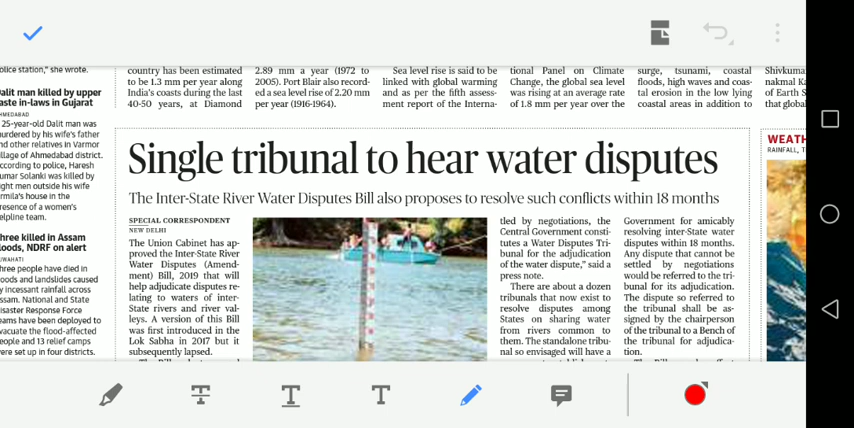 olice station," she wrote.
alit man killed by upper
aste in-laws in Gujarat
HMEDABAD
25-year-old Dalit man was
urdered by his wife's father
nd other relatives in Varmor
llage of Ahmedabad district.
ccording to police, Haresh
umar Solanki was killed by
ght men outside his wife
rmila's house in the
resence of a women's
elpline team.
hree killed in Assam
oods, NDRF on alert
UWAHATI
hree people have died in
oods and landslides caused
y incessant rainfall across
ssam. National and State
isaster Response Force
eams have been deployed to
vacuate the flood-affected
eople and 13 relief camps
ere set up in four districts.
country has been estimated
to be 1.3 mm per year along
India's coasts during the last
40-50 years, at Diamond
2.89 mm a year (1972 to
2005). Port Blair also record-
ed a sea level rise of 2.20 mm
per year (1916-1964).
Sea level rise is said to be
linked with global warming
and as per the fifth assess-
ment report of the Interna-
tional Panel on Climate
Change, the global sea level
was rising at an average rate
of 1.8 mm per year over the
surge, tsunami, coastal
floods, high waves and coas-
tal erosion in the low lying
coastal areas in addition to
Shivkuma
nakmal Ka
of Earth S
that global
Single tribunal to hear water disputes
The Inter-State River Water Disputes Bill also proposes to resolve such conflicts within 18 months
SPECIAL CORRESPONDENT
NEW DELHI
The Union Cabinet has ap-
proved the Inter-State River
Water Disputes (Amend-
ment) Bill, 2019 that will
help adjudicate disputes re-
lating to waters of inter-
State rivers and river val-
leys. A version of this Bill
was first introduced in the
Lok Sabha in 2017 but it
subsequently lapsed.
tled by negotiations, the
Central Government consti-
tutes a Water Disputes Tri-
bunal for the adjudication
of the water dispute," said a
press note.
There are about a dozen
tribunals that now exist to
resolve disputes among
States on sharing water
from rivers common to
them. The standalone tribu-
nal so envisaged will have a
Government for amicably
resolving inter-State water
disputes within 18 months.
Any dispute that cannot be
settled by negotiations
would be referred to the tri-
bunal for its adjudication.
The dispute so referred to
the tribunal shall be as-
signed by the chairperson
of the tribunal to a Bench of
the tribunal for adjudica-
tion.
WEATH
RAINFALL, T